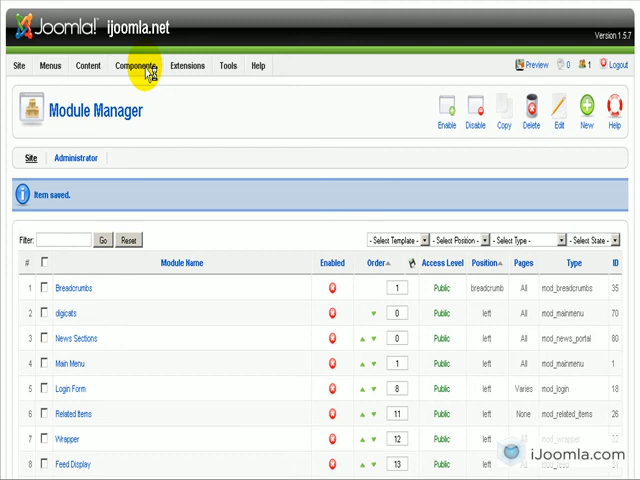 Joomla! ijoomla.net
Version 1.5.7
Site Menus Content Components Extensions Tools Help Preview 0 1 Logout
Module Manager
Enable Disable Copy Delete Edit New Help
Site Administrator
Item saved.
Filter: Go Reset - Select Template - - Select Position - - Select Type - - Select State -
# Module Name Enabled Order Access Level Position Pages Type ID
1 Breadcrumbs 1 Public breadcrumb All mod_breadcrumbs 35
2 digicats 0 Public left All mod_mainmenu 70
3 News Sections 0 Public left All mod_news_portal 80
4 Main Menu 1 Public left All mod_mainmenu 1
5 Login Form 8 Public left Varies mod_login 18
6 Related Items 11 Public left None mod_related_items 26
7 Wrapper 12 Public left All mod_wrapper 22
8 Feed Display 13 Public left All mod_feed
iJoomla.com